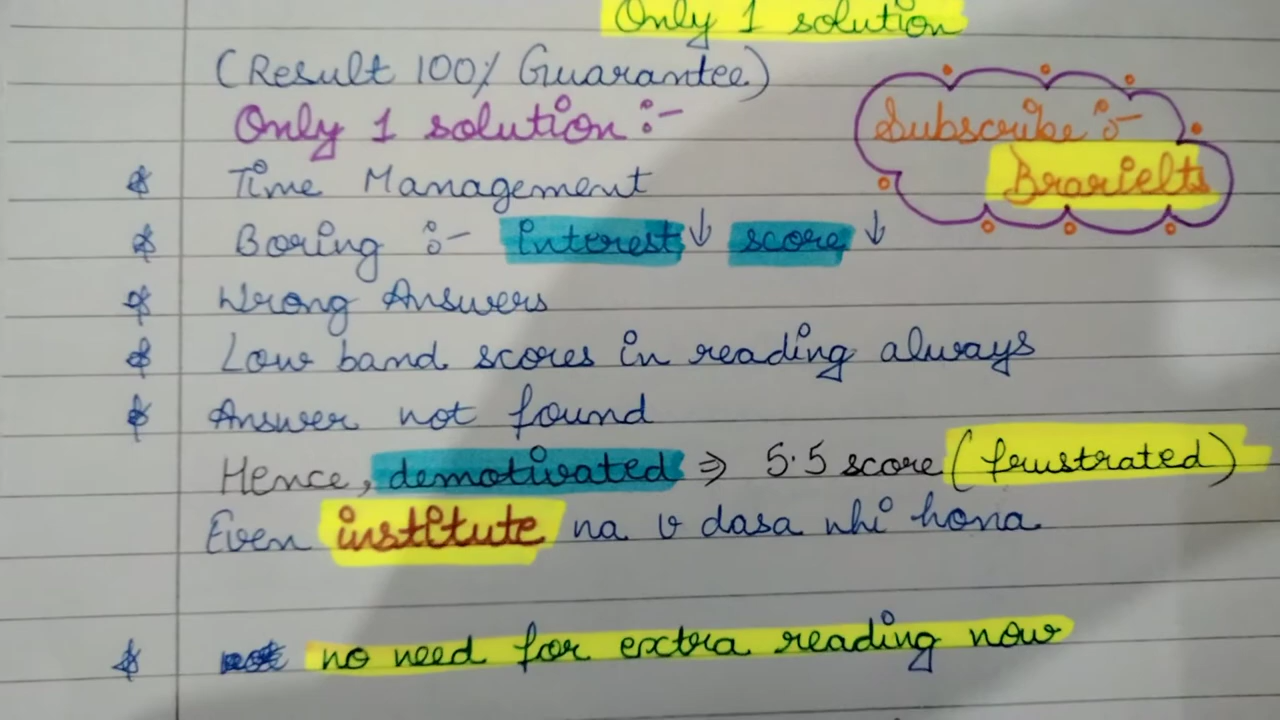 Only 1 solution
(Result 100% Guarantee)
Only 1 solution :-
Subscribe :-
Brarielts
* Time Management
* Boring :- interest ↓ score ↓
* Wrong Answers
* Low band scores in reading always
* Answer not found
Hence, demotivated ⇒ 5.5 score (frustrated)
Even institute na v dasa nhi hona
* no need for extra reading now